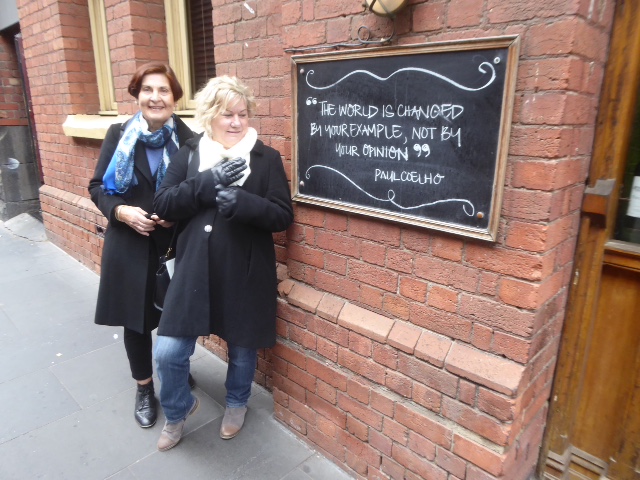 “THE WORLD IS CHANGED
BY YOUR EXAMPLE, NOT BY
YOUR OPINION”
PAUL COELHO